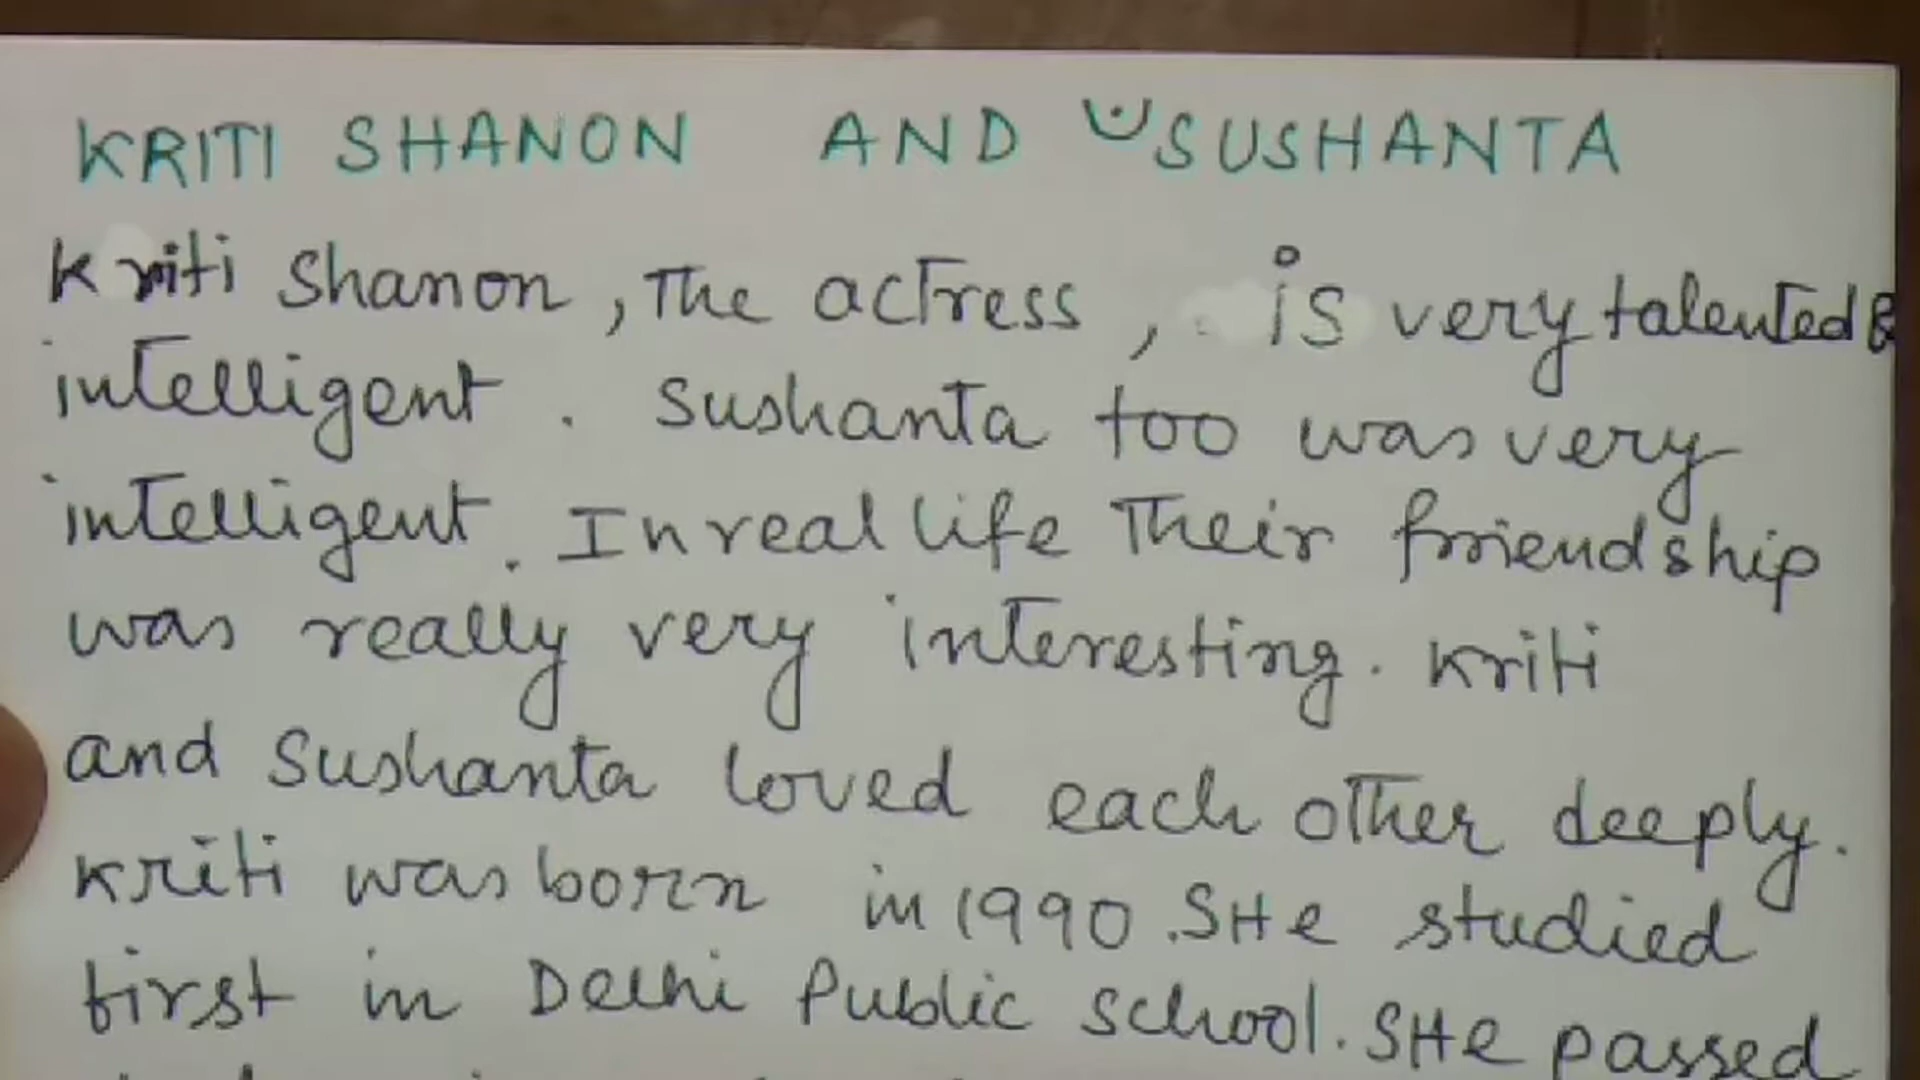 KRITI SHANON AND SUSHANTA
Kriti Shanon, The actress, is very talented &
intelligent. Sushanta too was very
intelligent. In real life Their friendship
was really very interesting. Kriti
and Sushanta loved each other deeply.
Kriti was born in 1990. SHe studied
first in Delhi Public School. SHe passed